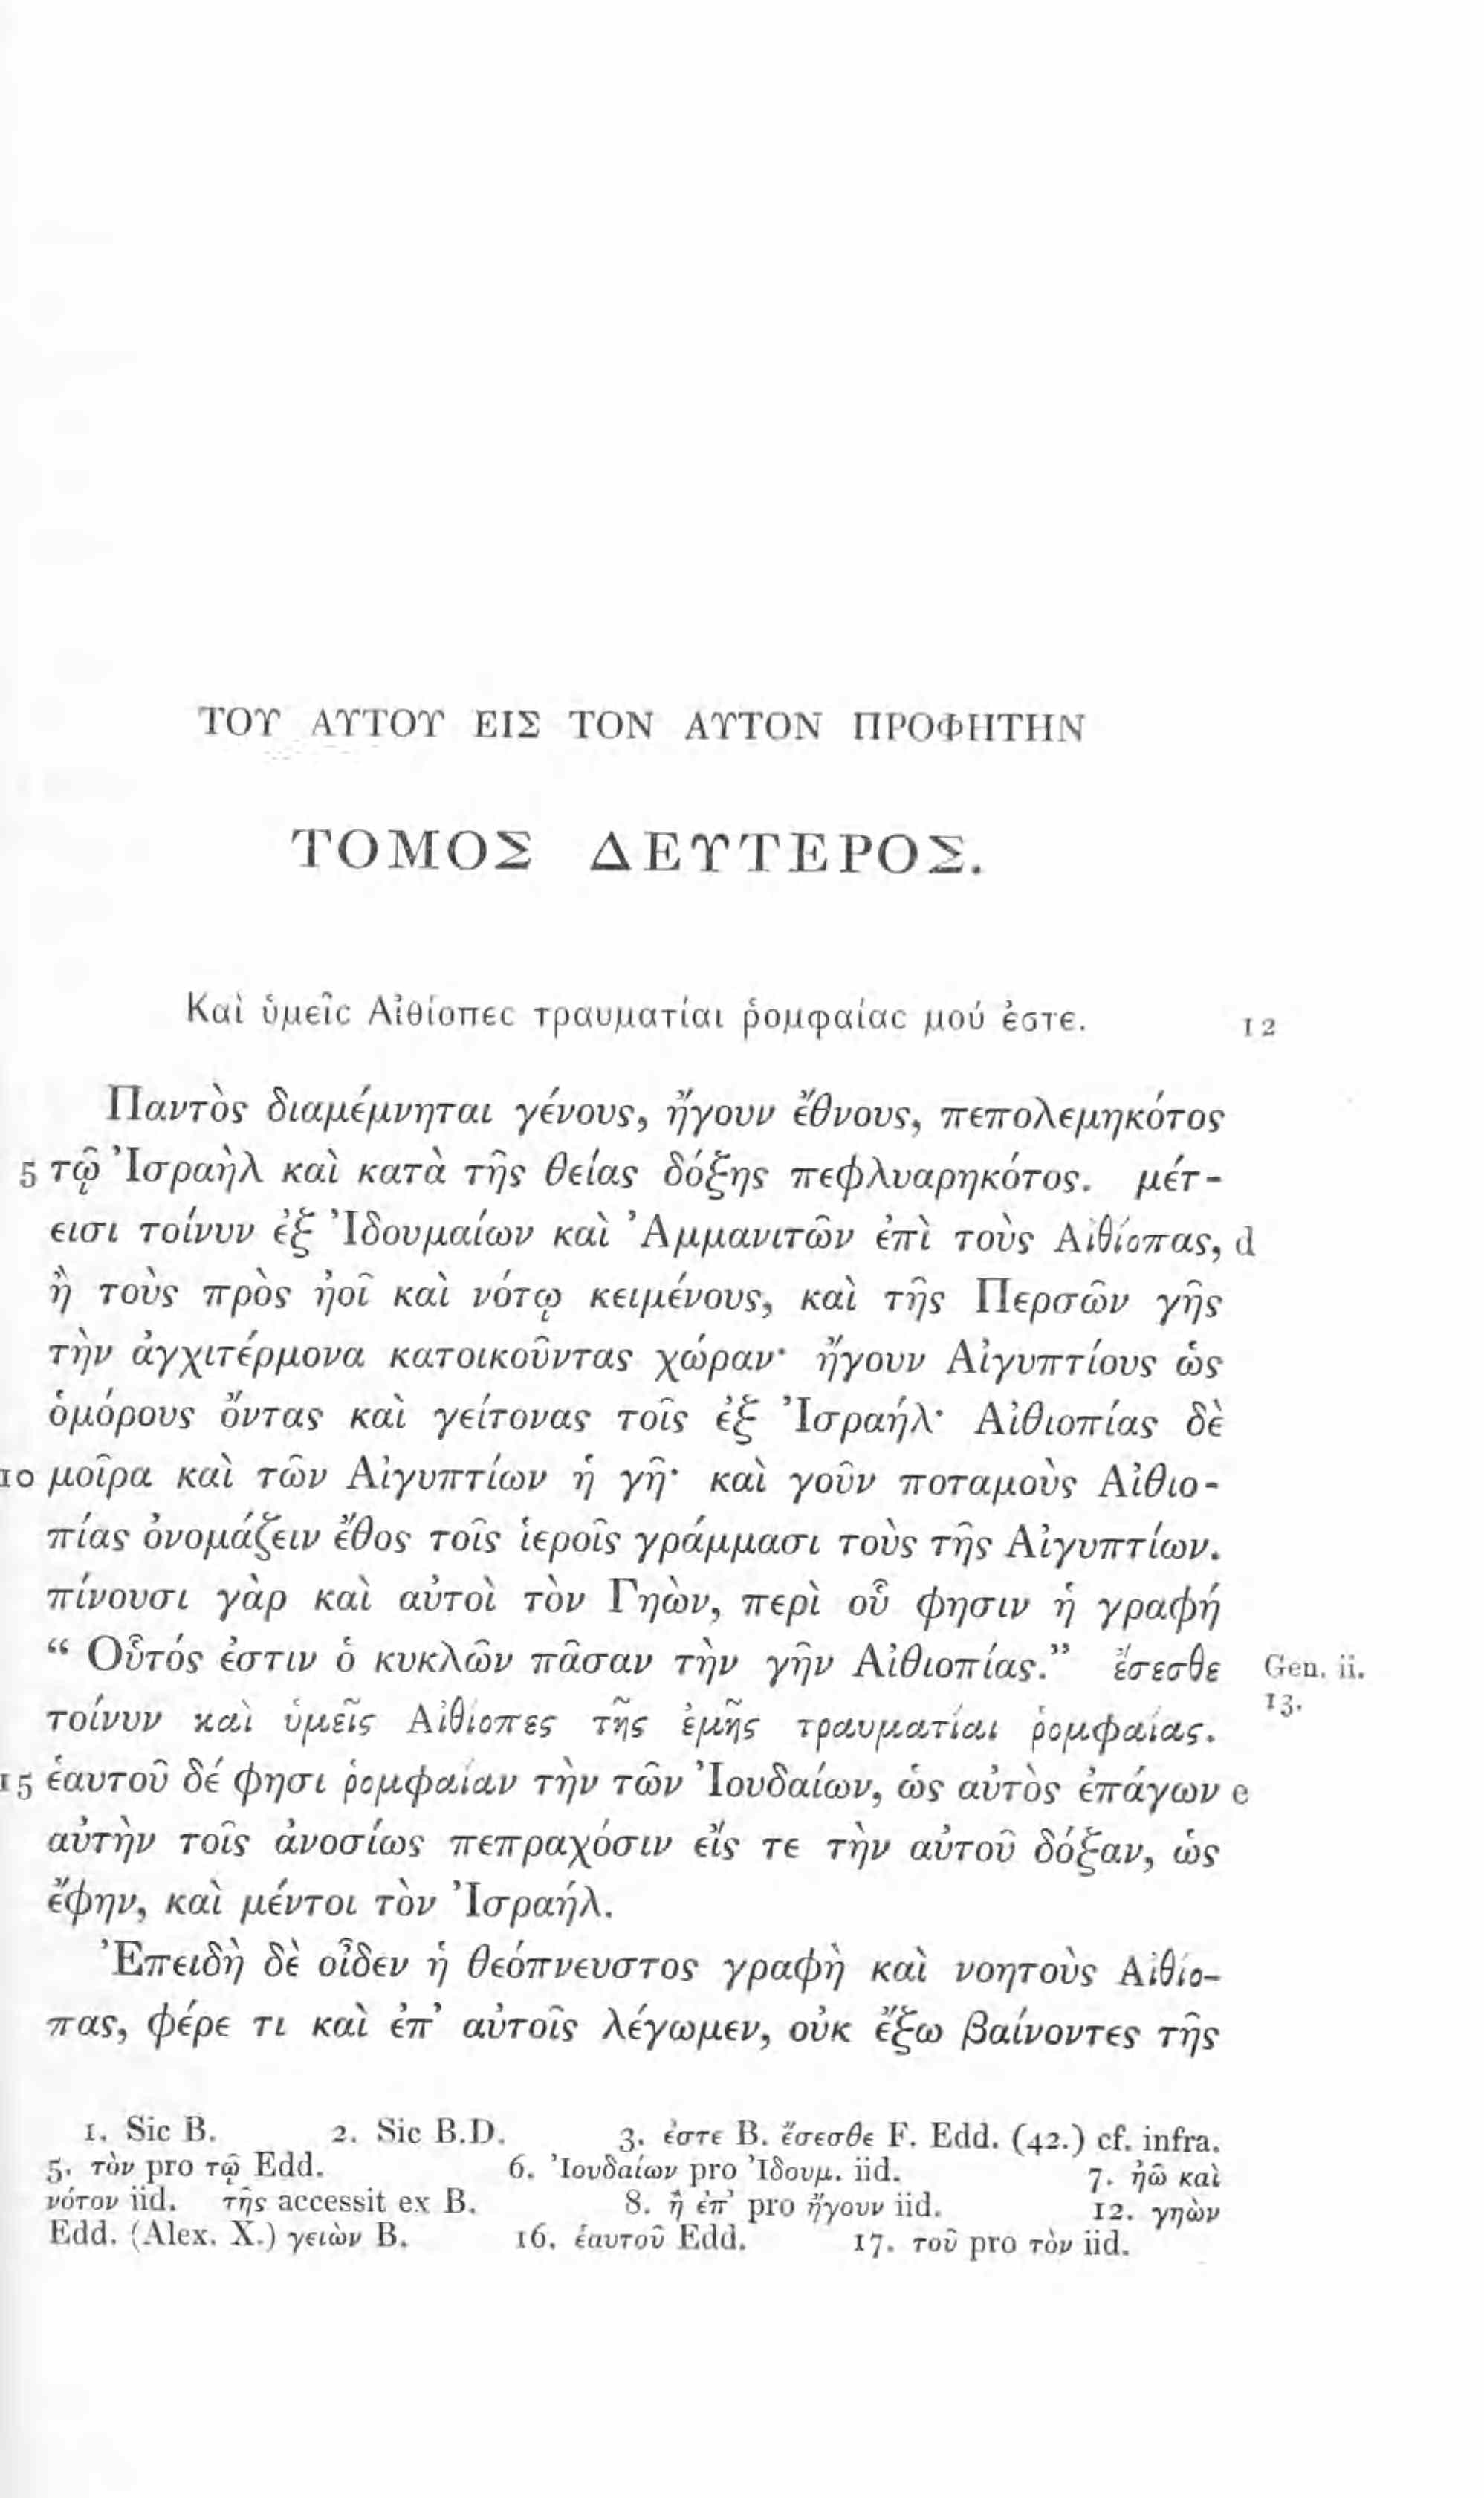 ΤΟΥ ΑΥΤΟΥ ΕΙΣ ΤΟΝ ΑΥΤΟΝ ΠΡΟΦΗΤΗΝ
ΤΟΜΟΣ ΔΕΥΤΕΡΟΣ.
Καὶ ὑμεῖς Αἰθίοπες τραυματίαι ῥομφαίας μού ἐστε. 12
Παντὸς διαμέμνηται γένους, ἤγουν ἔθνους, πεπολεμηκότος
5 τῷ Ἰσραὴλ καὶ κατὰ τῆς θείας δόξης πεφλυαρηκότος. μέτ-
εισι τοίνυν ἐξ Ἰδουμαίων καὶ Ἀμμανιτῶν ἐπὶ τοὺς Αἰθίοπας, d
ἢ τοὺς πρὸς ἠοῖ καὶ νότῳ κειμένους, καὶ τῆς Περσῶν γῆς
τὴν ἀγχιτέρμονα κατοικοῦντας χώραν· ἤγουν Αἰγυπτίους ὡς
ὁμόρους ὄντας καὶ γείτονας τοῖς ἐξ Ἰσραήλ· Αἰθιοπίας δὲ
10 μοῖρα καὶ τῶν Αἰγυπτίων ἡ γῆ· καὶ γοῦν ποταμοὺς Αἰθιο-
πίας ὀνομάζειν ἔθος τοῖς ἱεροῖς γράμμασι τοὺς τῆς Αἰγυπτίων.
πίνουσι γὰρ καὶ αὐτοὶ τὸν Γηὼν, περὶ οὗ φησιν ἡ γραφή
“ Οὗτός ἐστιν ὁ κυκλῶν πᾶσαν τὴν γῆν Αἰθιοπίας.” ἔσεσθε Gen. ii.
13.
τοίνυν καὶ ὑμεῖς Αἰθίοπες τῆς ἐμῆς τραυματίαι ῥομφαίας.
15 ἑαυτοῦ δέ φησι ῥομφαίαν τὴν τῶν Ἰουδαίων, ὡς αὐτὸς ἐπάγων e
αὐτὴν τοῖς ἀνοσίως πεπραχόσιν εἴς τε τὴν αὐτοῦ δόξαν, ὡς
ἔφην, καὶ μέντοι τὸν Ἰσραήλ.
Ἐπειδὴ δὲ οἶδεν ἡ θεόπνευστος γραφὴ καὶ νοητοὺς Αἰθίο-
πας, φέρε τι καὶ ἐπ’ αὐτοῖς λέγωμεν, οὐκ ἔξω βαίνοντες τῆς
1. Sic B. 2. Sic B.D. 3. ἐστε B. ἔσεσθε F. Edd. (42.) cf. infra.
5. τὸν pro τῷ Edd. 6. Ἰουδαίων pro Ἰδουμ. iid. 7. ἠῶ καὶ
νότον iid. τῆς accessit ex B. 8. ἢ ἐπ’ pro ἤγουν iid. 12. γηὼν
Edd. (Alex. X.) γειὼν B. 16. ἑαυτοῦ Edd. 17. τοῦ pro τὸν iid.